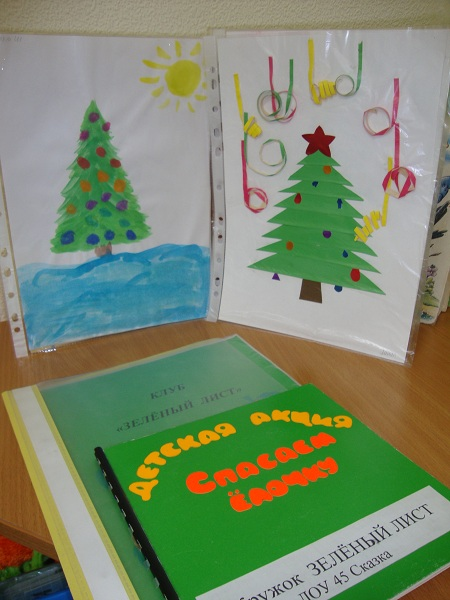 КЛУБ
«ЗЕЛЁНЫЙ ЛИСТ»
ДЕТСКАЯ АКЦИЯ
СПАСАЕМ
ЁЛОЧКУ
Кружок ЗЕЛЁНЫЙ ЛИСТ
ДОУ 45 Сказка